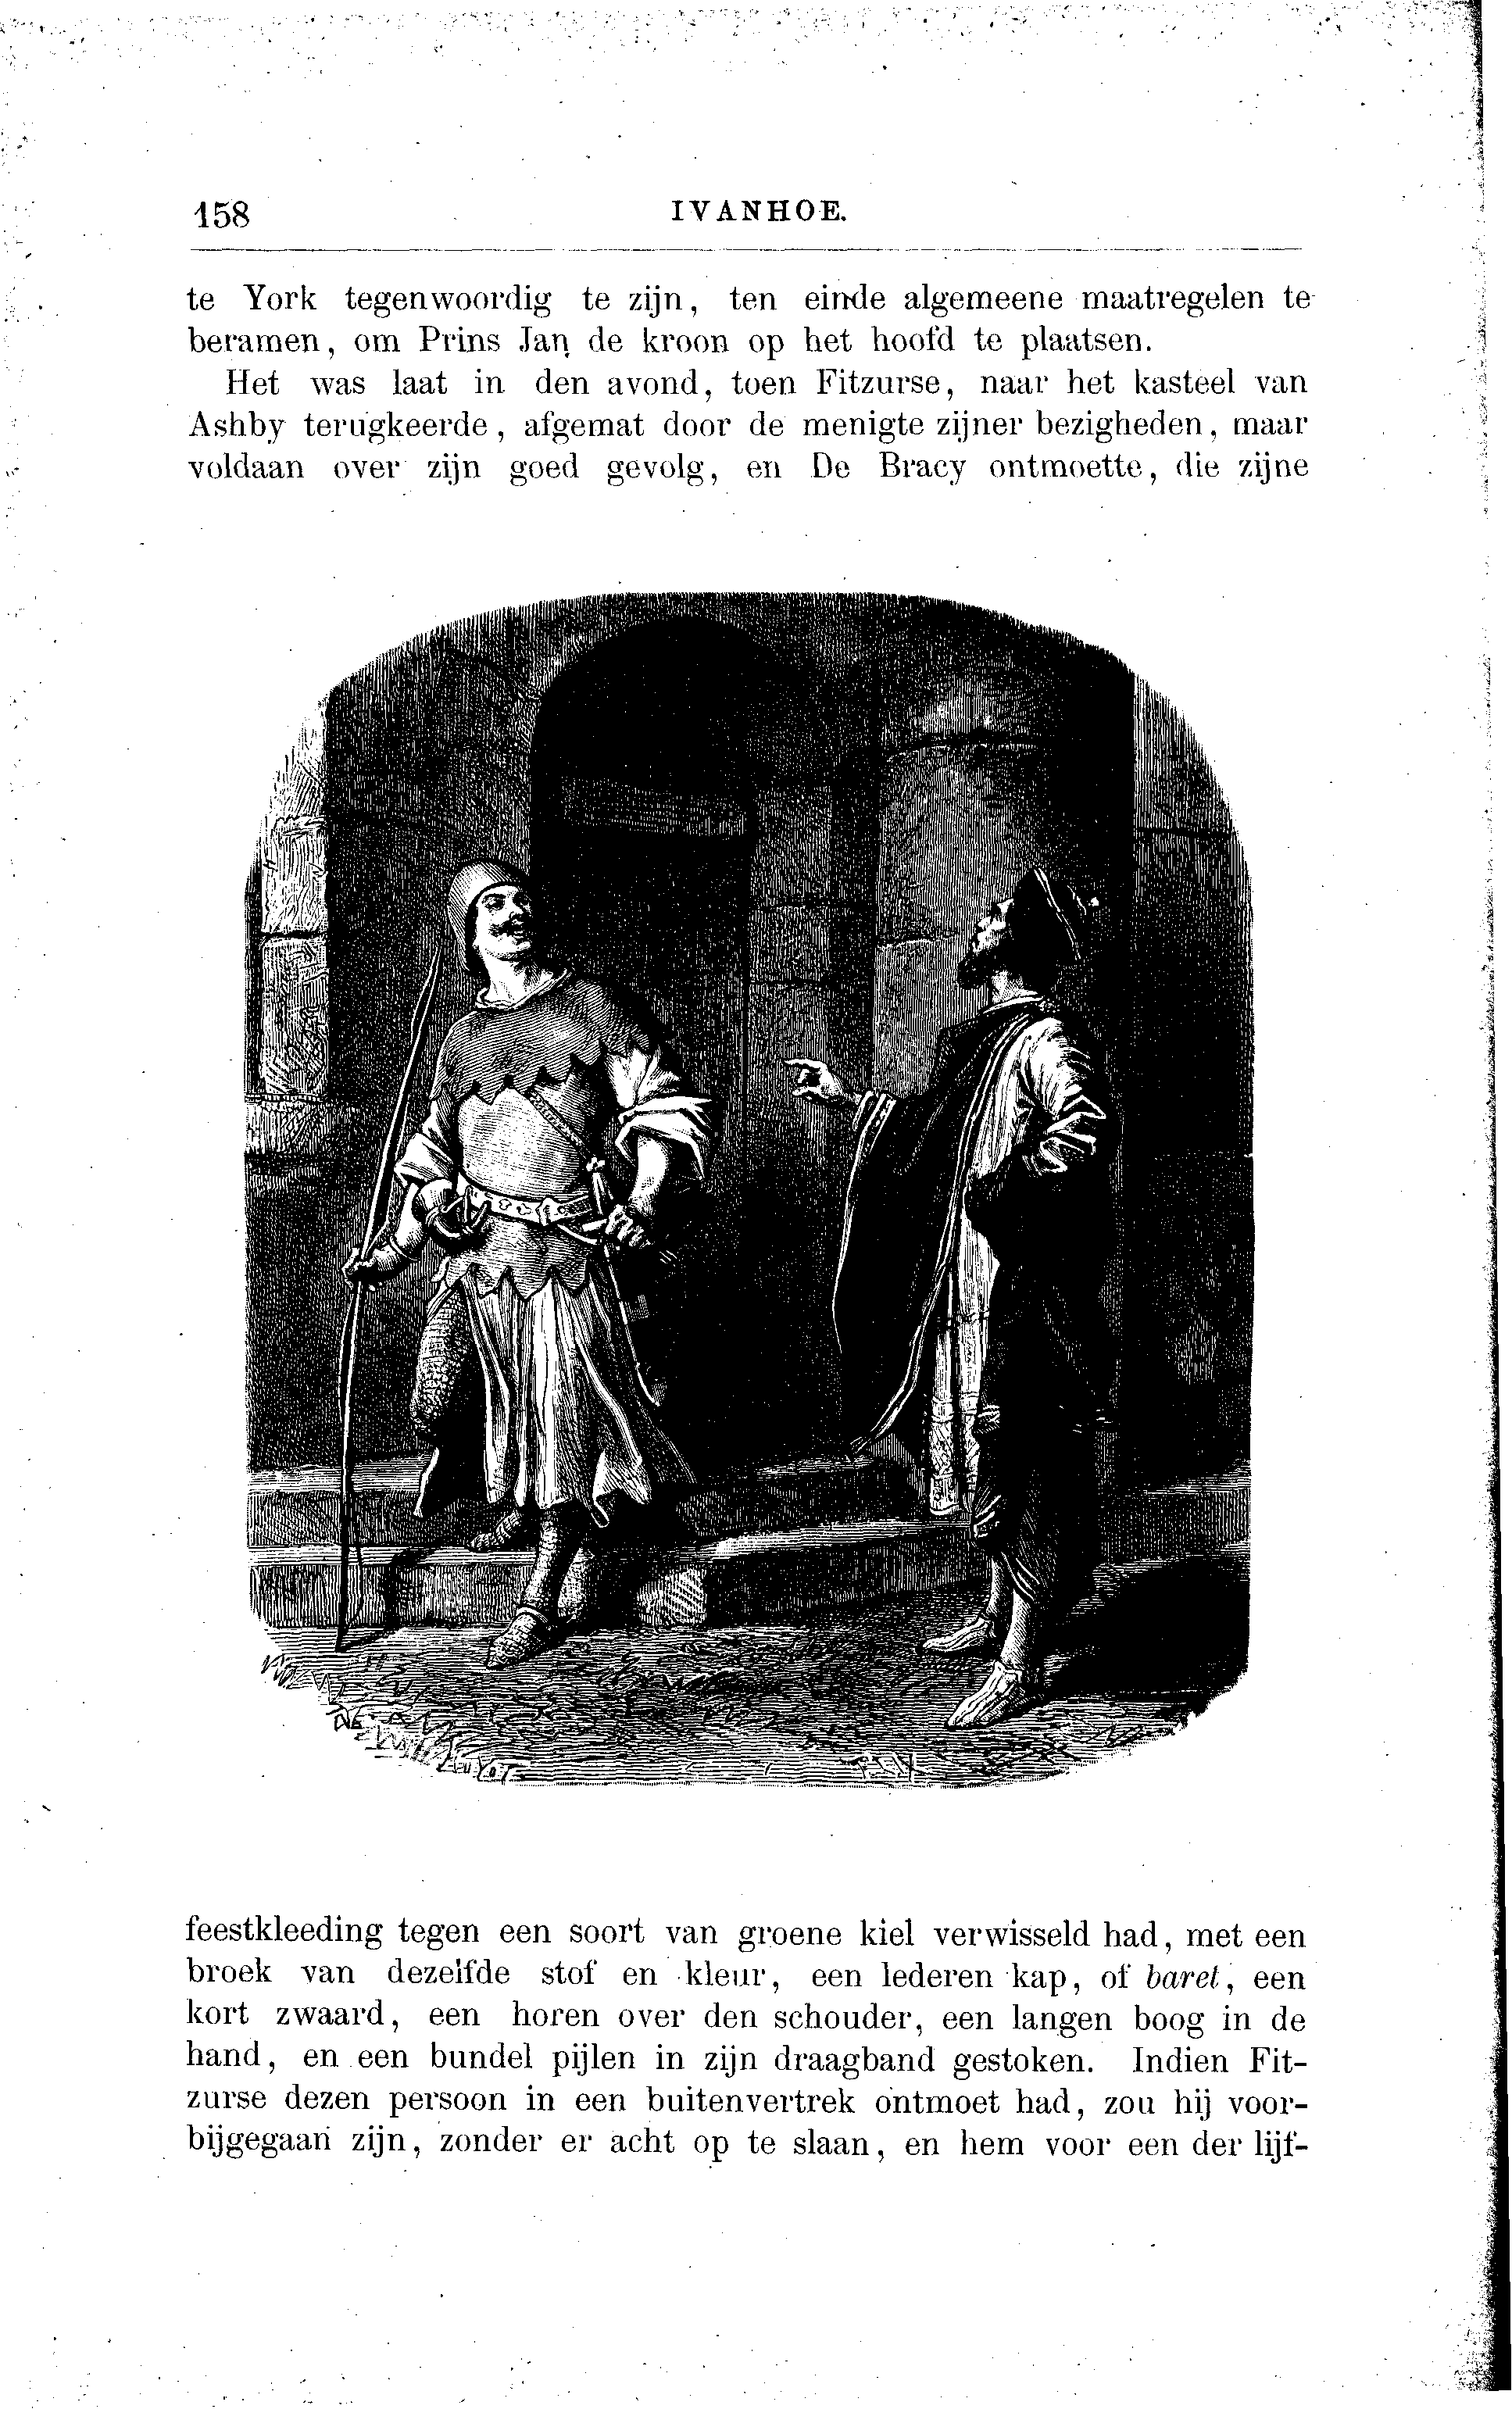 158
IVANHOE.
te York tegenwoordig te zijn, ten einde algemeene maatregelen te
beramen, om Prins Jan de kroon op het hoofd te plaatsen.
Het was laat in den avond, toen Fitzurse, naar het kasteel van
Ashby terugkeerde, afgemat door de menigte zijner bezigheden, maar
voldaan over zijn goed gevolg, en De Bracy ontmoette, die zijne
feestkleeding tegen een soort van groene kiel verwisseld had, met een
broek van dezelfde stof en kleur, een lederen kap, of baret, een
kort zwaard, een horen over den schouder, een langen boog in de
hand, en een bundel pijlen in zijn draagband gestoken. Indien Fit-
zurse dezen persoon in een buitenvertrek ontmoet had, zou hij voor-
bijgegaan zijn, zonder er acht op te slaan, en hem voor een der lijf-